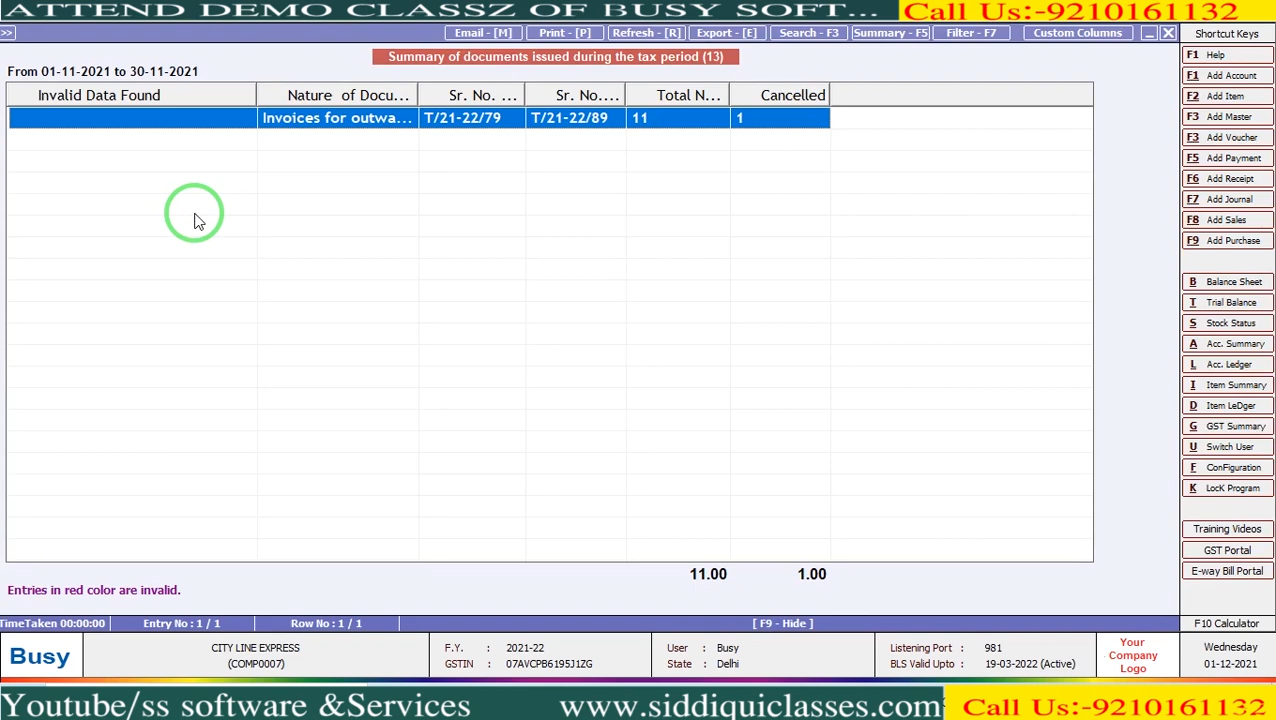 ATTEND DEMO CLASSZ OF BUSY SOFT...
Call Us:-9210161132
>>
Email - [M]
Print - [P]
Refresh - [R]
Export - [E]
Search - F3
Summary - F5
Filter - F7
Custom Columns
Summary of documents issued during the tax period (13)
From 01-11-2021 to 30-11-2021
Invalid Data Found
Nature of Docu...
Sr. No. ...
Sr. No....
Total N...
Cancelled
Invoices for outwa...
T/21-22/79
T/21-22/89
11
1
11.00
1.00
Entries in red color are invalid.
TimeTaken 00:00:00
Entry No : 1 / 1
Row No : 1 / 1
[ F9 - Hide ]
Shortcut Keys
F1 Help
F1 Add Account
F2 Add Item
F3 Add Master
F3 Add Voucher
F5 Add Payment
F6 Add Receipt
F7 Add Journal
F8 Add Sales
F9 Add Purchase
B Balance Sheet
T Trial Balance
S Stock Status
A Acc. Summary
L Acc. Ledger
I Item Summary
D Item LeDger
G GST Summary
U Switch User
F ConFiguration
K LocK Program
Training Videos
GST Portal
E-way Bill Portal
F10 Calculator
Busy
CITY LINE EXPRESS
(COMP0007)
F.Y. : 2021-22
GSTIN : 07AVCPB6195J1ZG
User : Busy
State : Delhi
Listening Port : 981
BLS Valid Upto : 19-03-2022 (Active)
Your
Company
Logo
Wednesday
01-12-2021
Youtube/ss software &Services
www.siddiquiclasses.com
Call Us:-9210161132